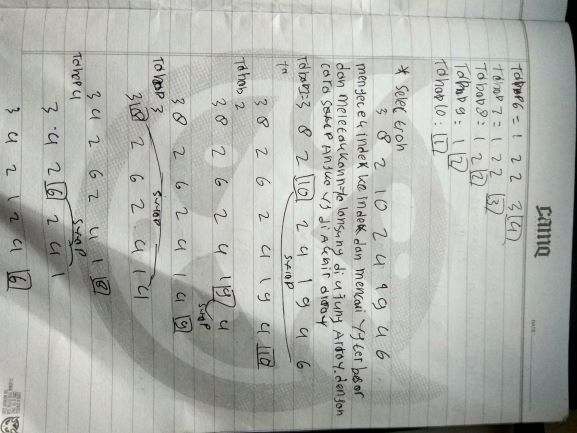 camq
DATE
Tahap 6 = 1 2 2 3 4
Tahap 7 = 1 2 2 3
Tahap 8 : 1 2 2
Tahap 9 : 1 2
Tahap 10 : 1
* Selection
3 8 2 10 2 4 1 9 4 6
mengecek index ke index dan mencari yg terbesar
dan meletakkannya lansung di ujung Array. dengan
cara swap Angka yg diakhir array
Tahap 1 = 3 8 2 10 2 4 1 9 4 6
swap
ta
3 8 2 6 2 4 1 9 4 10
Tahap 2
3 8 2 6 2 4 1 9 4
swap
3 8 2 6 2 4 1 4 9
Tahap 3
swap
3 8 2 6 2 4 1 4
3 4 2 6 2 4 1 8
Tahap 4
swap
3 4 2 6 2 4 1
3 4 2 1 2 4 6